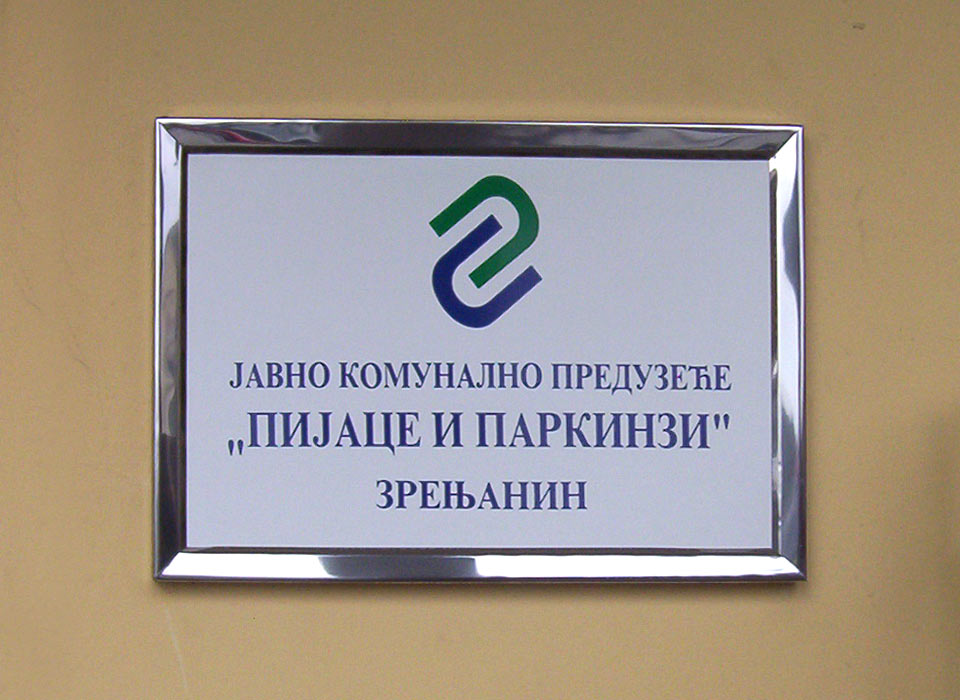 ЈАВНО КОМУНАЛНО ПРЕДУЗЕЋЕ
„ПИЈАЦЕ И ПАРКИНЗИ"
ЗРЕЊАНИН